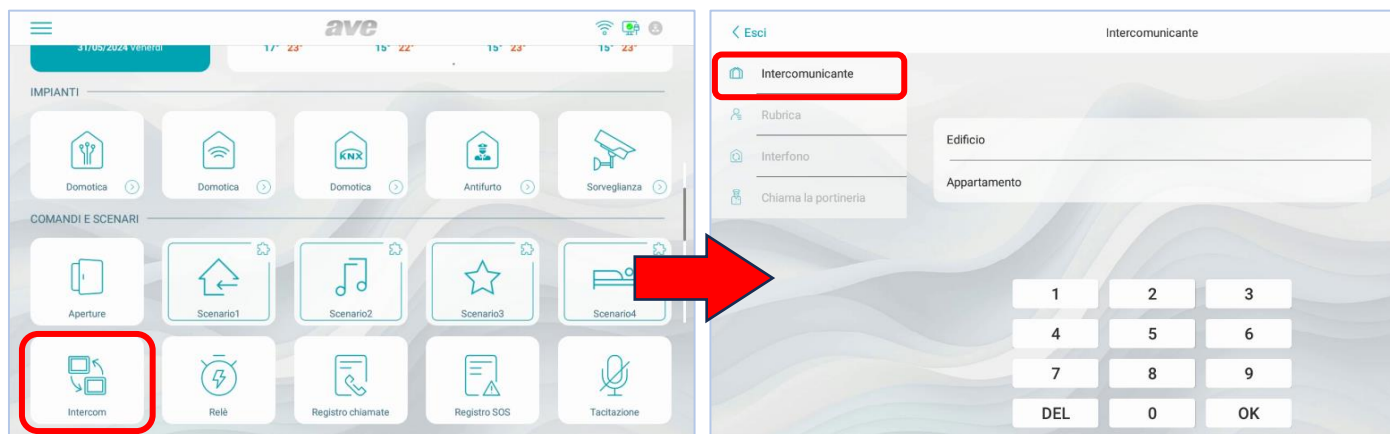 ave
31/05/2024 Venerdì
17° 23° 15° 22° 15° 23° 15° 23°
IMPIANTI
Domotica
Domotica
KNX
Domotica
Antifurto
Sorveglianza
COMANDI E SCENARI
Aperture
Scenario1
Scenario2
Scenario3
Scenario4
Intercom
Relé
Registro chiamate
Registro SOS
Tacitazione
Esci
Intercomunicante
Intercomunicante
Rubrica
Interfono
Chiama la portineria
Edificio
Appartamento
1 2 3
4 5 6
7 8 9
DEL 0 OK